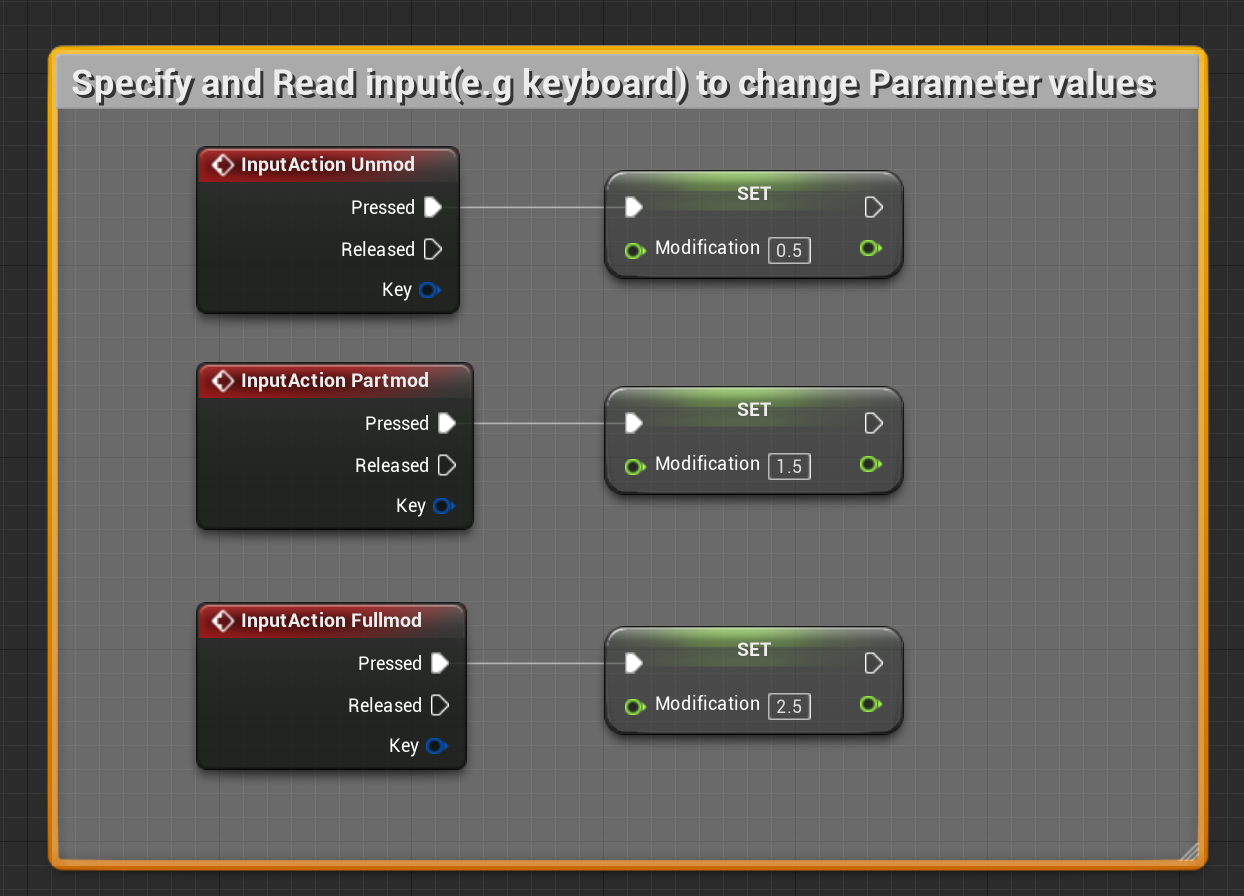 Specify and Read input(e.g keyboard) to change Parameter values
InputAction Unmod
Pressed
Released
Key
SET
Modification 0.5
InputAction Partmod
Pressed
Released
Key
SET
Modification 1.5
InputAction Fullmod
Pressed
Released
Key
SET
Modification 2.5